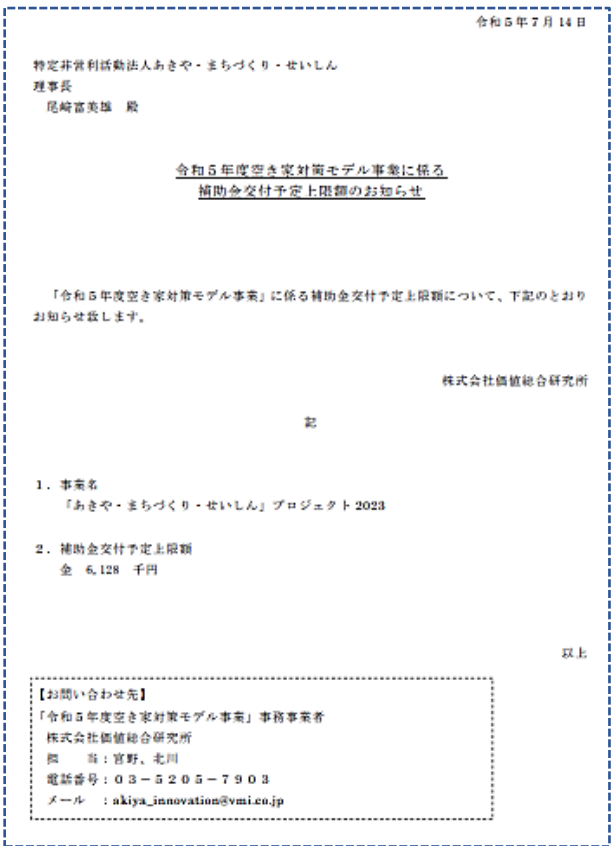 令和５年７月14日
特定非営利活動法人あきや・まちづくり・せいしん
理事長
尾﨑富美雄　殿
令和５年度空き家対策モデル事業に係る
補助金交付予定上限額のお知らせ
「令和５年度空き家対策モデル事業」に係る補助金交付予定上限額について、下記のとおり
お知らせ致します。
株式会社価値総合研究所
記
１．事業名
「あきや・まちづくり・せいしん」プロジェクト2023
２．補助金交付予定上限額
金　6,128　千円
以上
【お問い合わせ先】
「令和５年度空き家対策モデル事業」事務事業者
株式会社価値総合研究所
担　　当：宮野、北川
電話番号：０３－５２０５－７９０３
メール　：akiya_innovation@vmi.co.jp